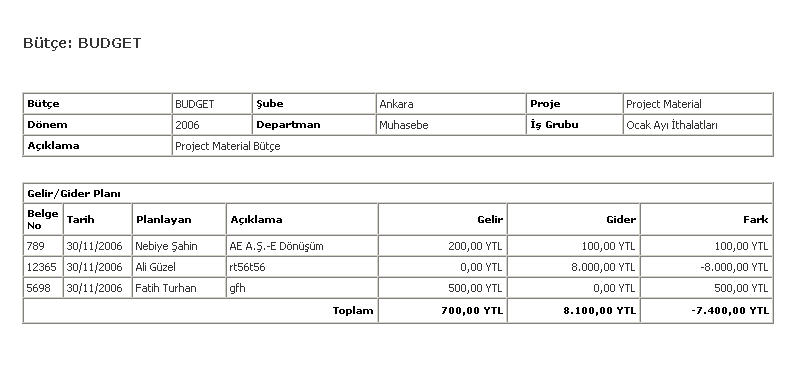 Bütçe: BUDGET
Bütçe BUDGET Şube Ankara Proje Project Material
Dönem 2006 Departman Muhasebe İş Grubu Ocak Ayı İthalatları
Açıklama Project Material Bütçe
Gelir/Gider Planı
Belge No Tarih Planlayan Açıklama Gelir Gider Fark
789 30/11/2006 Nebiye Şahin AE A.Ş.-E Dönüşüm 200,00 YTL 100,00 YTL 100,00 YTL
12365 30/11/2006 Ali Güzel rt56t56 0,00 YTL 8.000,00 YTL -8.000,00 YTL
5698 30/11/2006 Fatih Turhan gfh 500,00 YTL 0,00 YTL 500,00 YTL
Toplam 700,00 YTL 8.100,00 YTL -7.400,00 YTL